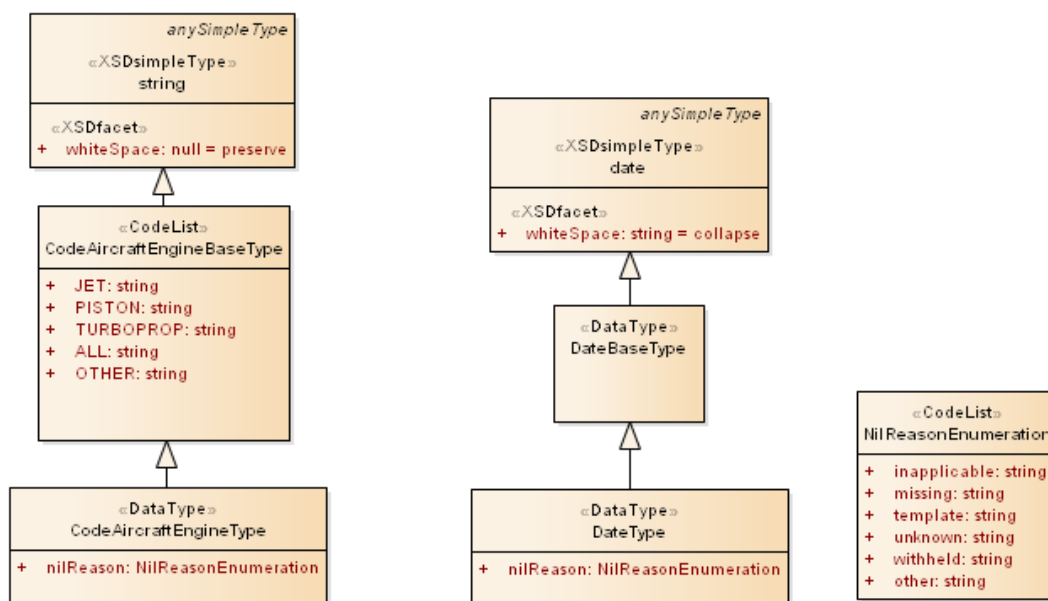 anySimpleType
«XSDsimpleType»
string
«XSDfacet»
+ whiteSpace: null = preserve
«CodeList»
CodeAircraftEngineBaseType
+ JET: string
+ PISTON: string
+ TURBOPROP: string
+ ALL: string
+ OTHER: string
«DataType»
CodeAircraftEngineType
+ nilReason: NilReasonEnumeration
anySimpleType
«XSDsimpleType»
date
«XSDfacet»
+ whiteSpace: string = collapse
«DataType»
DateBaseType
«DataType»
DateType
+ nilReason: NilReasonEnumeration
«CodeList»
NilReasonEnumeration
+ inapplicable: string
+ missing: string
+ template: string
+ unknown: string
+ withheld: string
+ other: string